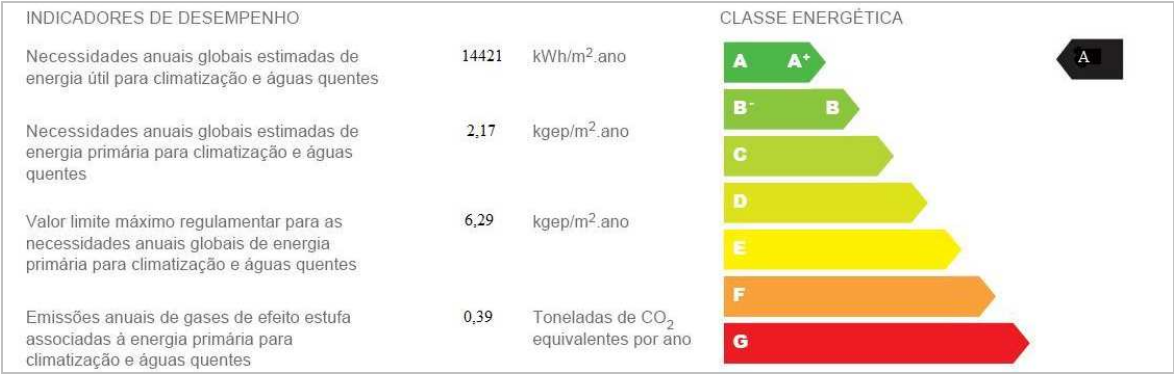 INDICADORES DE DESEMPENHO
Necessidades anuais globais estimadas de
energia útil para climatização e águas quentes
14421 kWh/m².ano
Necessidades anuais globais estimadas de
energia primária para climatização e águas
quentes
2,17 kgep/m².ano
Valor limite máximo regulamentar para as
necessidades anuais globais de energia
primária para climatização e águas quentes
6,29 kgep/m².ano
Emissões anuais de gases de efeito estufa
associadas à energia primária para
climatização e águas quentes
0,39 Toneladas de CO₂
equivalentes por ano
CLASSE ENERGÉTICA
A A⁺
A
B⁻ B
C
D
E
F
G